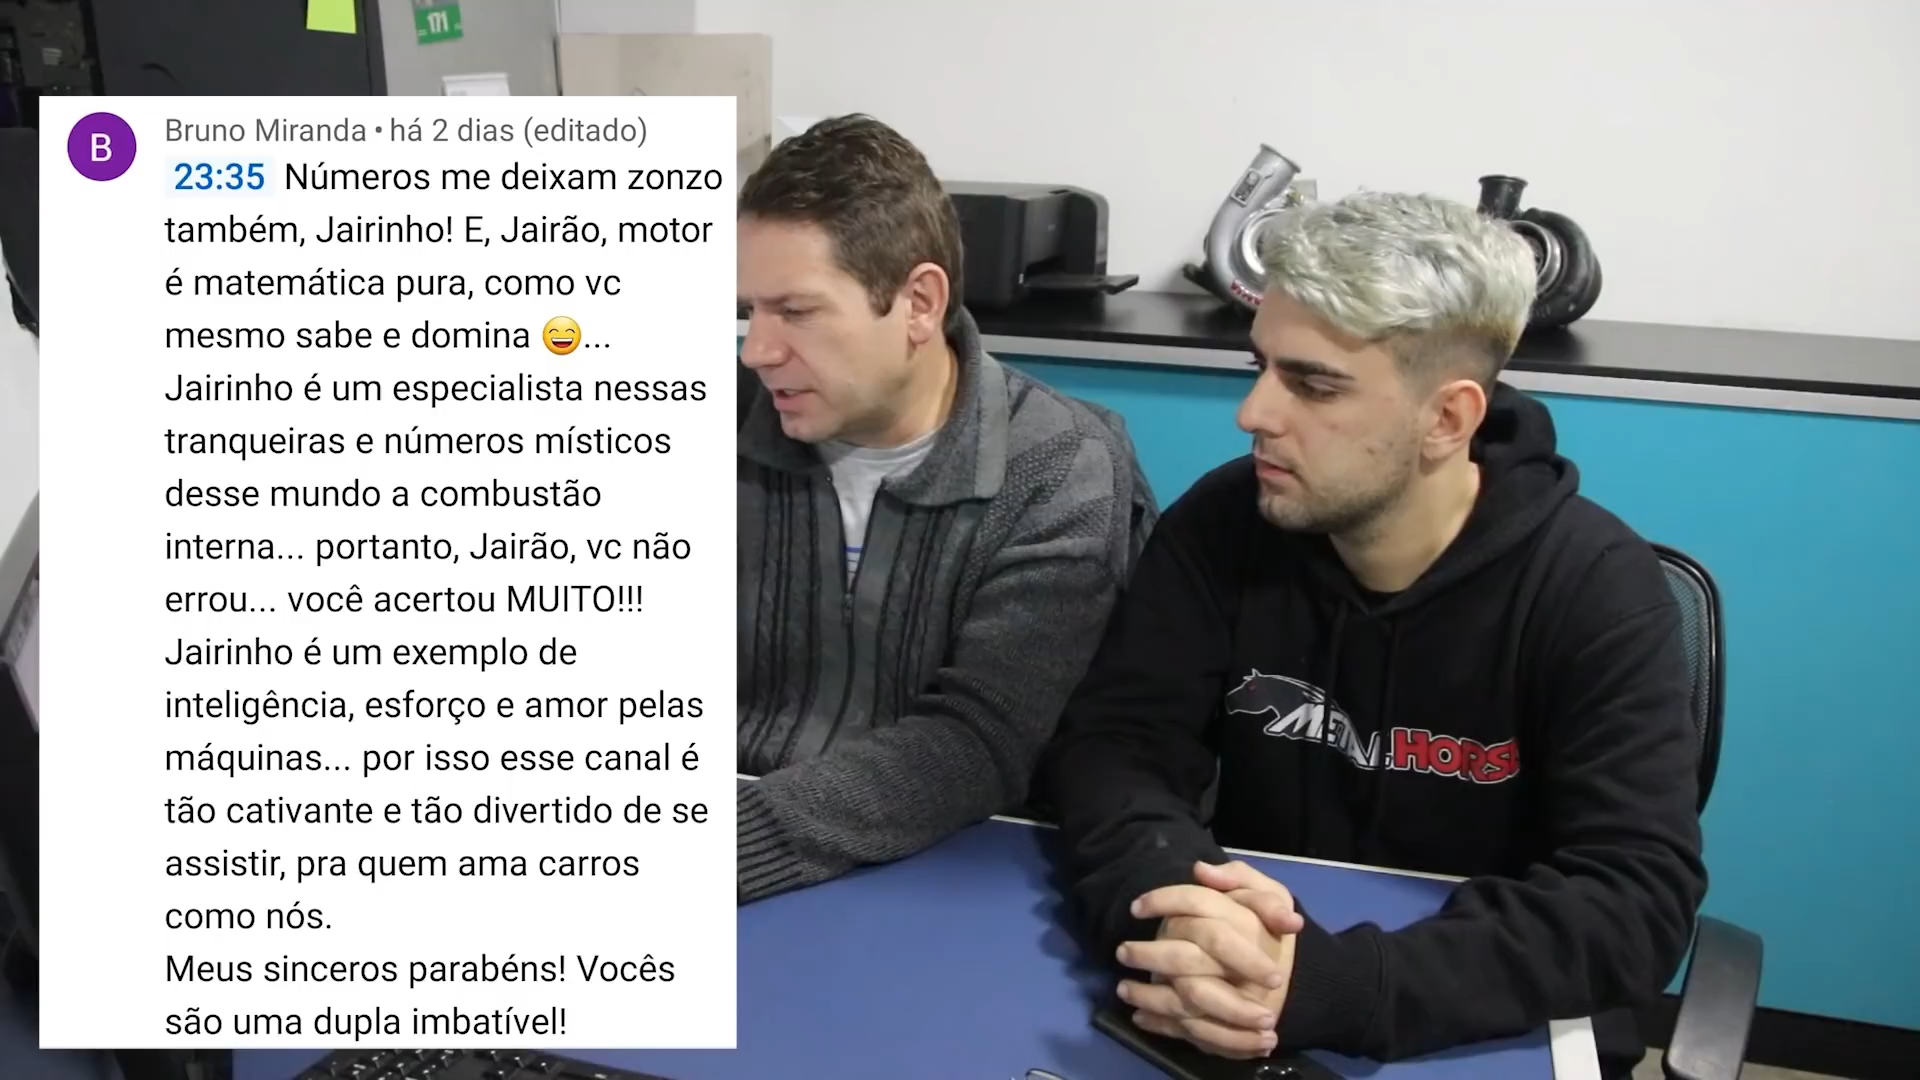 171
B
Bruno Miranda • há 2 dias (editado)
23:35 Números me deixam zonzo
também, Jairinho! E, Jairão, motor
é matemática pura, como vc
mesmo sabe e domina 😄...
Jairinho é um especialista nessas
tranqueiras e números místicos
desse mundo a combustão
interna... portanto, Jairão, vc não
errou... você acertou MUITO!!!
Jairinho é um exemplo de
inteligência, esforço e amor pelas
máquinas... por isso esse canal é
tão cativante e tão divertido de se
assistir, pra quem ama carros
como nós.
Meus sinceros parabéns! Vocês
são uma dupla imbatível!
METAL HORSE